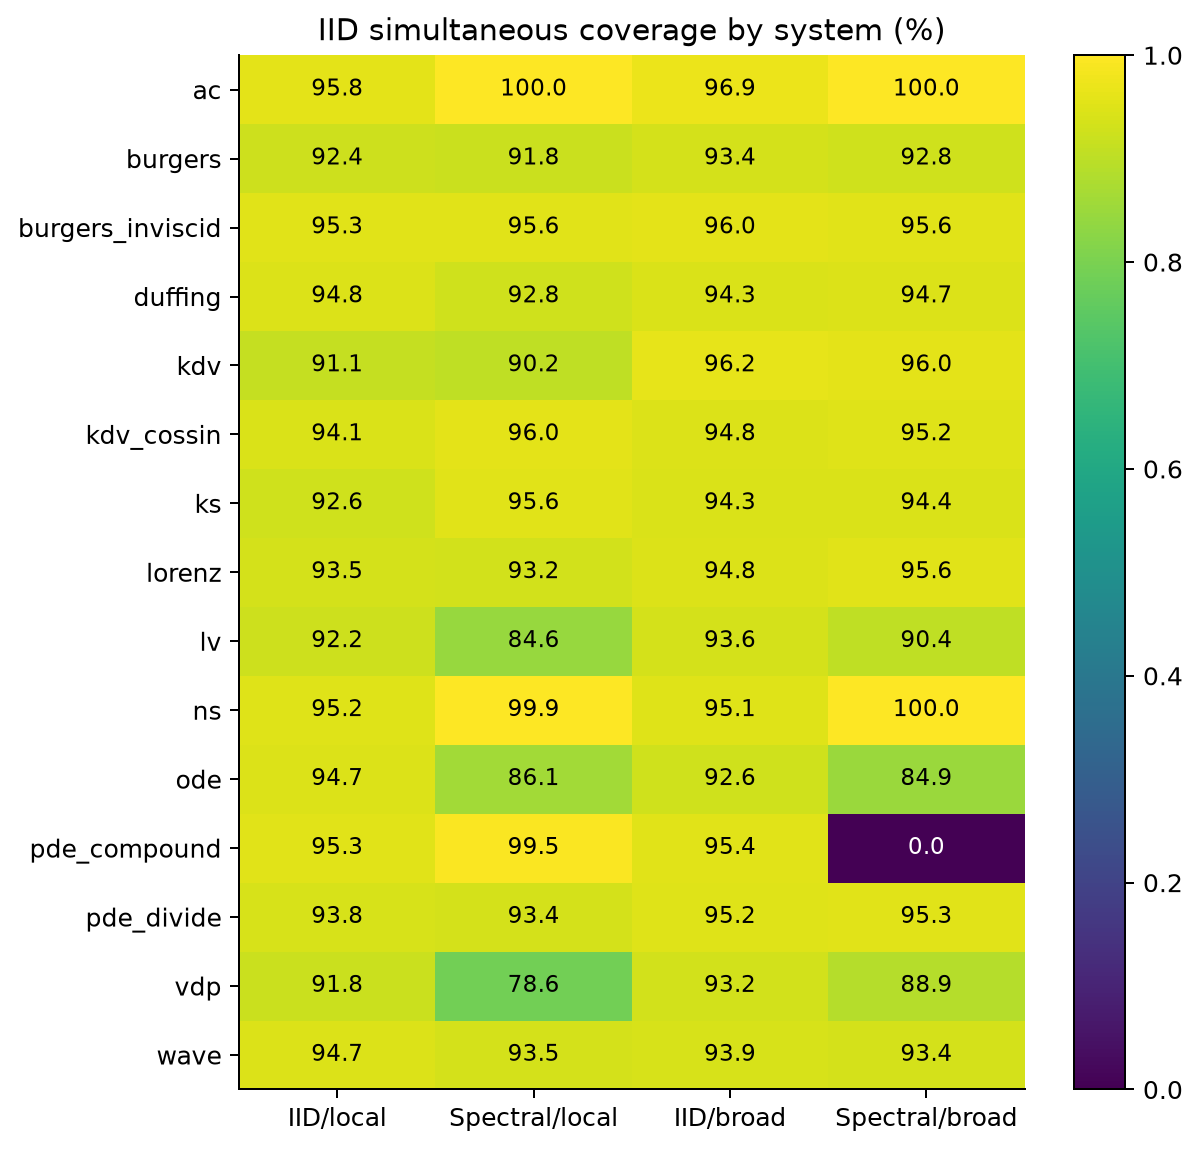 IID simultaneous coverage by system (%)
ac 95.8 100.0 96.9 100.0
burgers 92.4 91.8 93.4 92.8
burgers_inviscid 95.3 95.6 96.0 95.6
duffing 94.8 92.8 94.3 94.7
kdv 91.1 90.2 96.2 96.0
kdv_cossin 94.1 96.0 94.8 95.2
ks 92.6 95.6 94.3 94.4
lorenz 93.5 93.2 94.8 95.6
lv 92.2 84.6 93.6 90.4
ns 95.2 99.9 95.1 100.0
ode 94.7 86.1 92.6 84.9
pde_compound 95.3 99.5 95.4 0.0
pde_divide 93.8 93.4 95.2 95.3
vdp 91.8 78.6 93.2 88.9
wave 94.7 93.5 93.9 93.4
IID/local Spectral/local IID/broad Spectral/broad
1.0
0.8
0.6
0.4
0.2
0.0